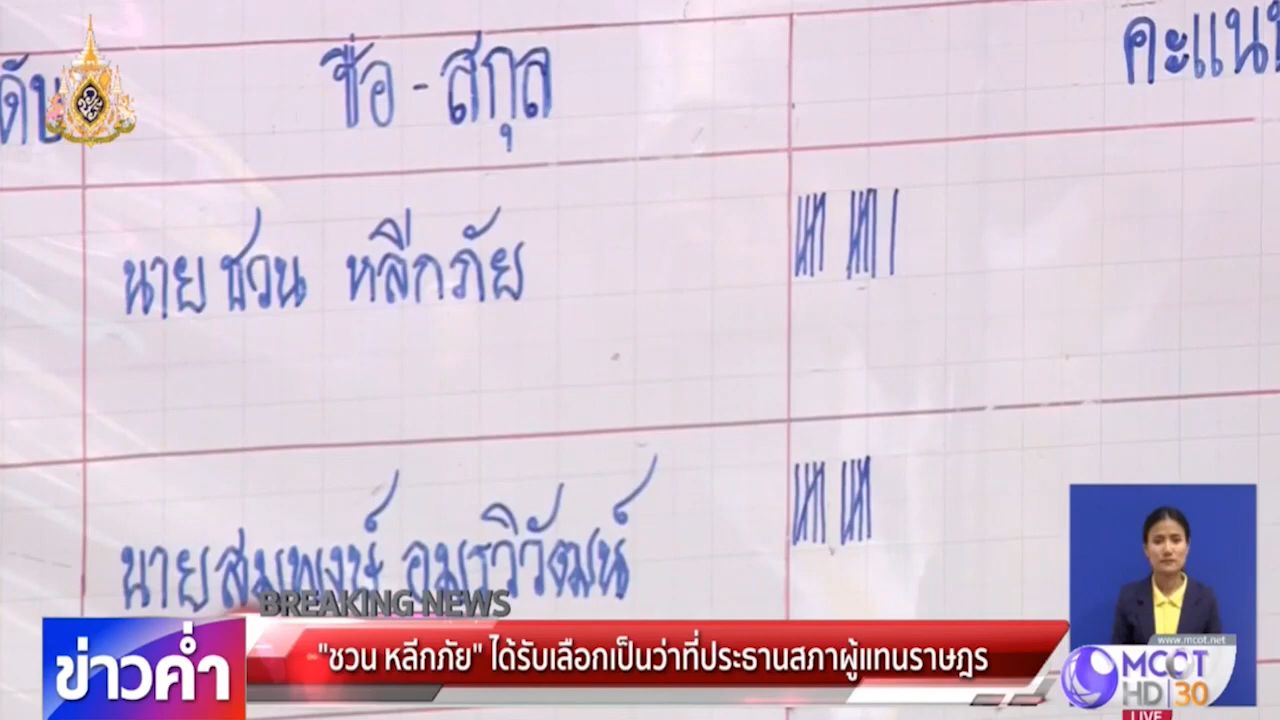 ดับ ชื่อ - สกุล คะแนน
นาย ชวน หลีกภัย
นายสมพงษ์ อมรวิวัฒน์
BREAKING NEWS
ข่าวค่ำ
"ชวน หลีกภัย" ได้รับเลือกเป็นว่าที่ประธานสภาผู้แทนราษฎร
www.mcot.net
MCOT
HD 30
LIVE